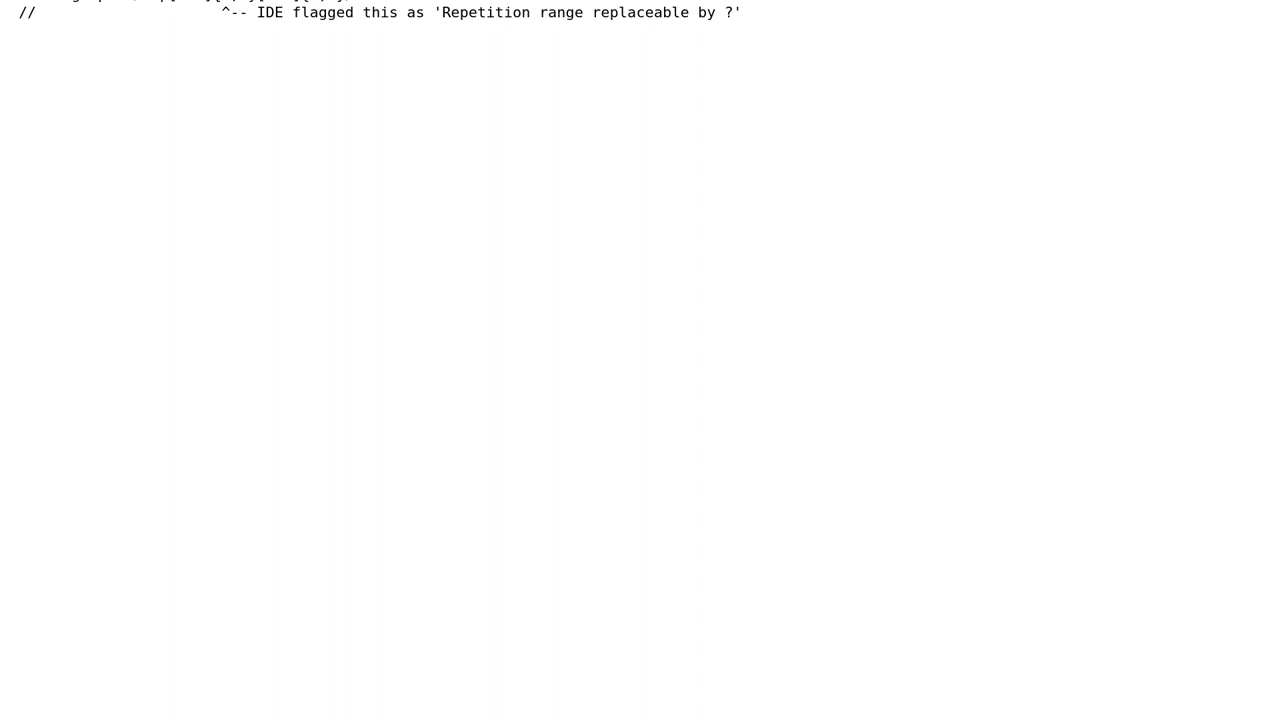 //                      ^-- IDE flagged this as 'Repetition range replaceable by ?'